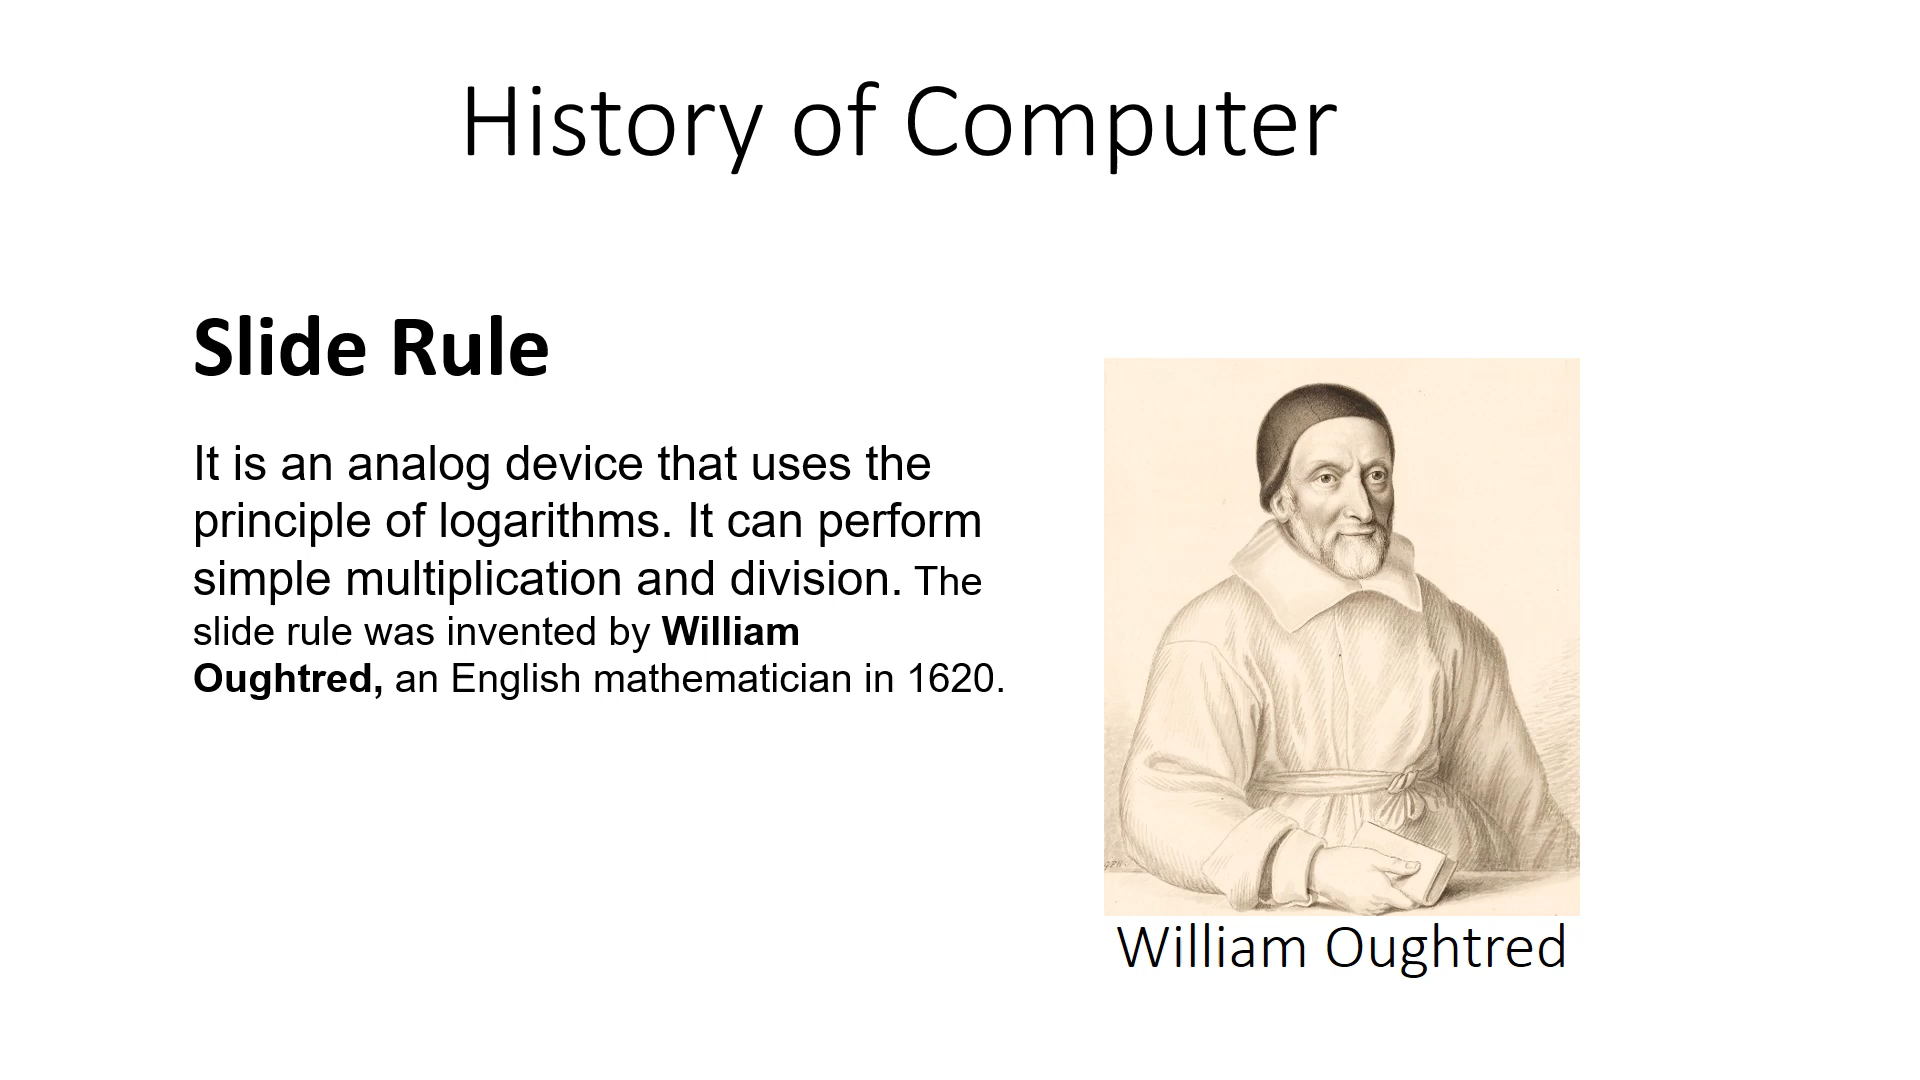 History of Computer
Slide Rule
It is an analog device that uses the
principle of logarithms. It can perform
simple multiplication and division. The
slide rule was invented by William
Oughtred, an English mathematician in 1620.
William Oughtred